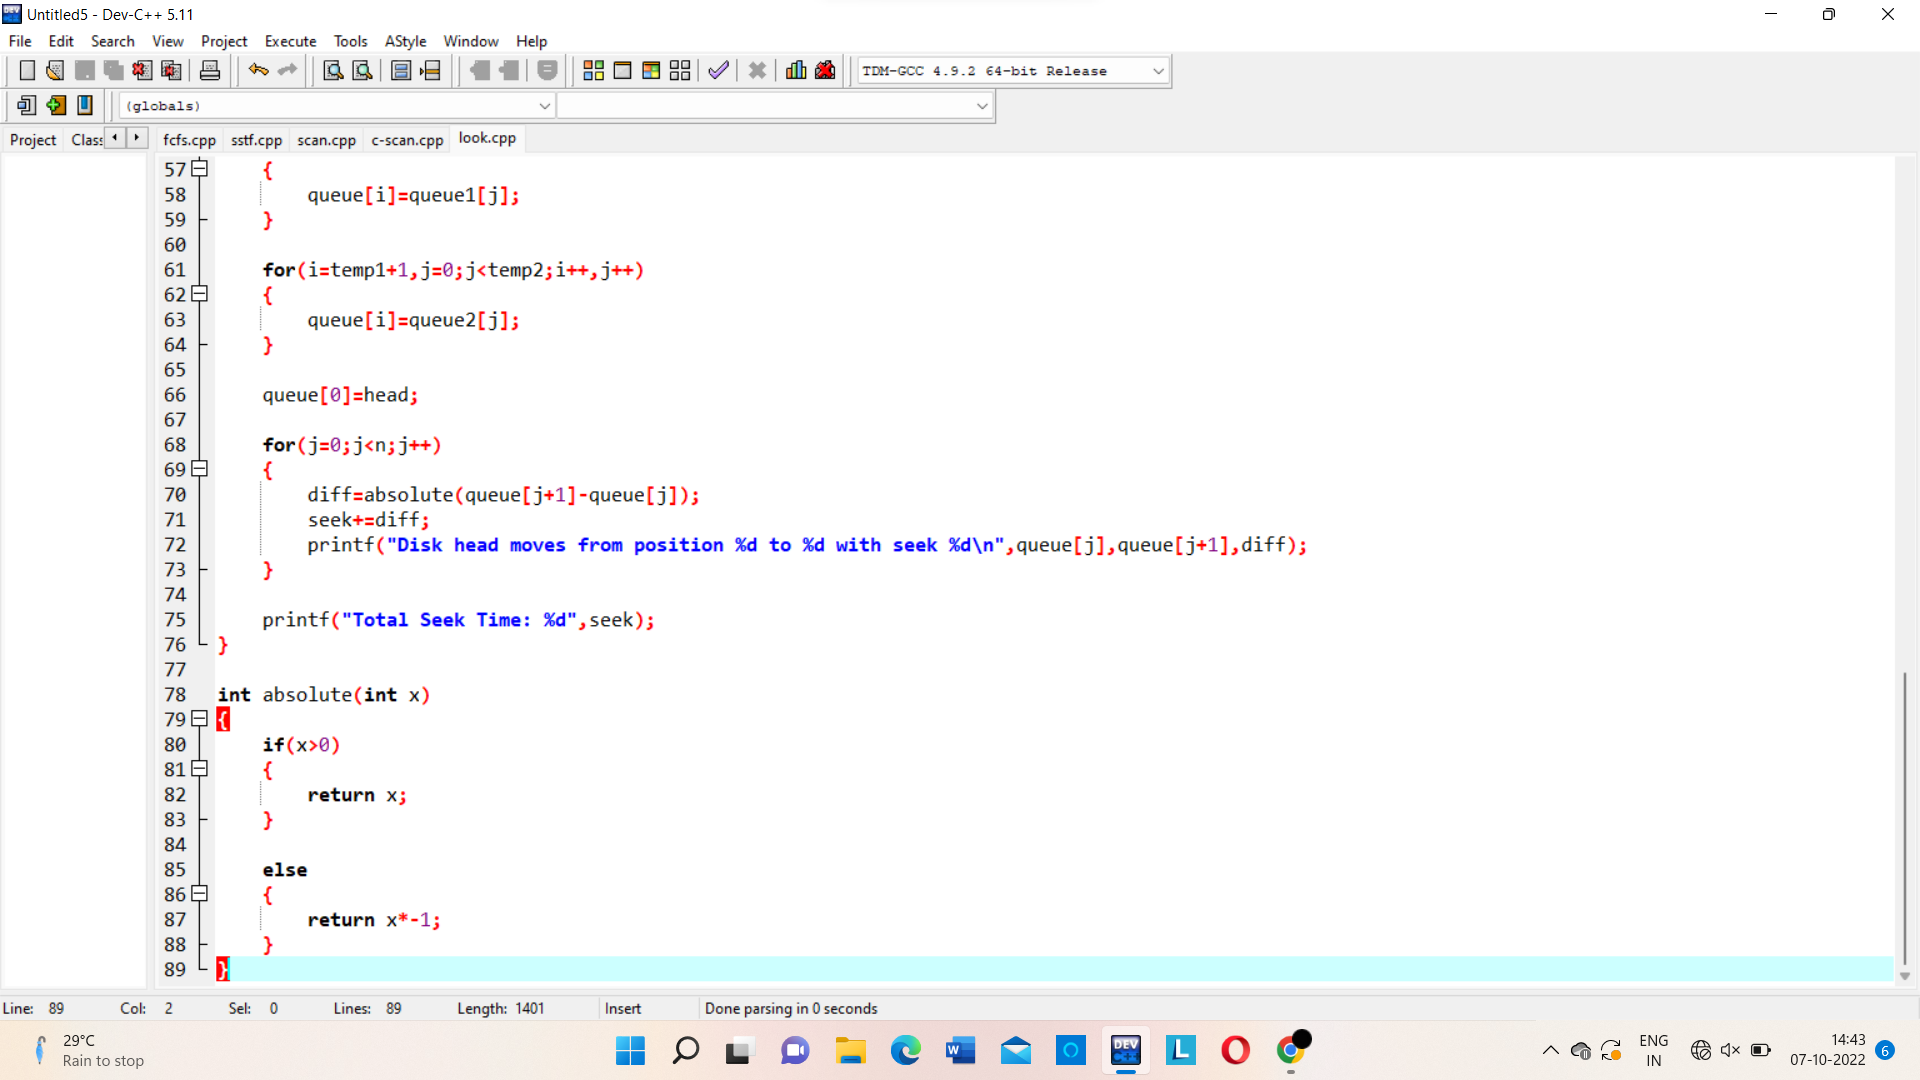 Untitled5 - Dev-C++ 5.11
File Edit Search View Project Execute Tools AStyle Window Help
TDM-GCC 4.9.2 64-bit Release
(globals)
Project Clas fcfs.cpp sstf.cpp scan.cpp c-scan.cpp look.cpp
57 {
58 queue[i]=queue1[j];
59 }
60
61 for(i=temp1+1,j=0;j<temp2;i++,j++)
62 {
63 queue[i]=queue2[j];
64 }
65
66 queue[0]=head;
67
68 for(j=0;j<n;j++)
69 {
70 diff=absolute(queue[j+1]-queue[j]);
71 seek+=diff;
72 printf("Disk head moves from position %d to %d with seek %d\n",queue[j],queue[j+1],diff);
73 }
74
75 printf("Total Seek Time: %d",seek);
76 }
77
78 int absolute(int x)
79 {
80 if(x>0)
81 {
82 return x;
83 }
84
85 else
86 {
87 return x*-1;
88 }
89 }
Line: 89 Col: 2 Sel: 0 Lines: 89 Length: 1401 Insert Done parsing in 0 seconds
29°C
Rain to stop
DEV
C++
W
L
ENG
IN
14:43
07-10-2022
6